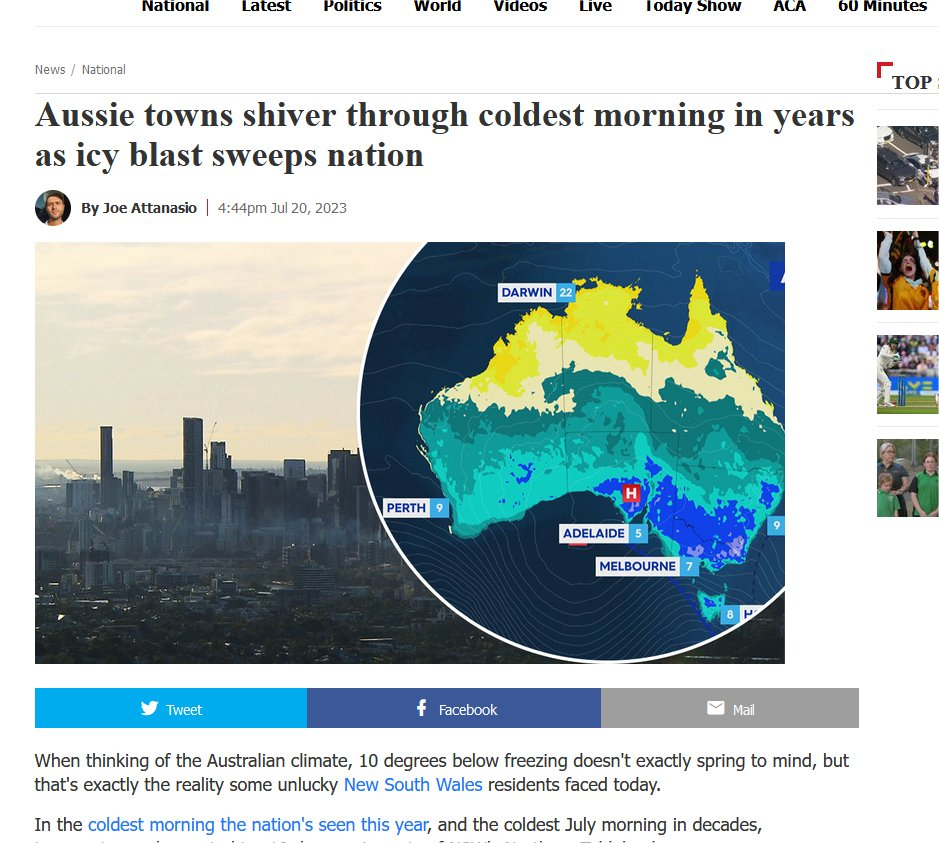 National Latest Politics World Videos Live Today Show ACA 60 Minutes
News / National
TOP
Aussie towns shiver through coldest morning in years
as icy blast sweeps nation
By Joe Attanasio | 4:44pm Jul 20, 2023
DARWIN 22
PERTH 9
H
ADELAIDE 5
9
MELBOURNE 7
8 H
Tweet Facebook Mail
When thinking of the Australian climate, 10 degrees below freezing doesn't exactly spring to mind, but
that's exactly the reality some unlucky New South Wales residents faced today.
In the coldest morning the nation's seen this year, and the coldest July morning in decades,